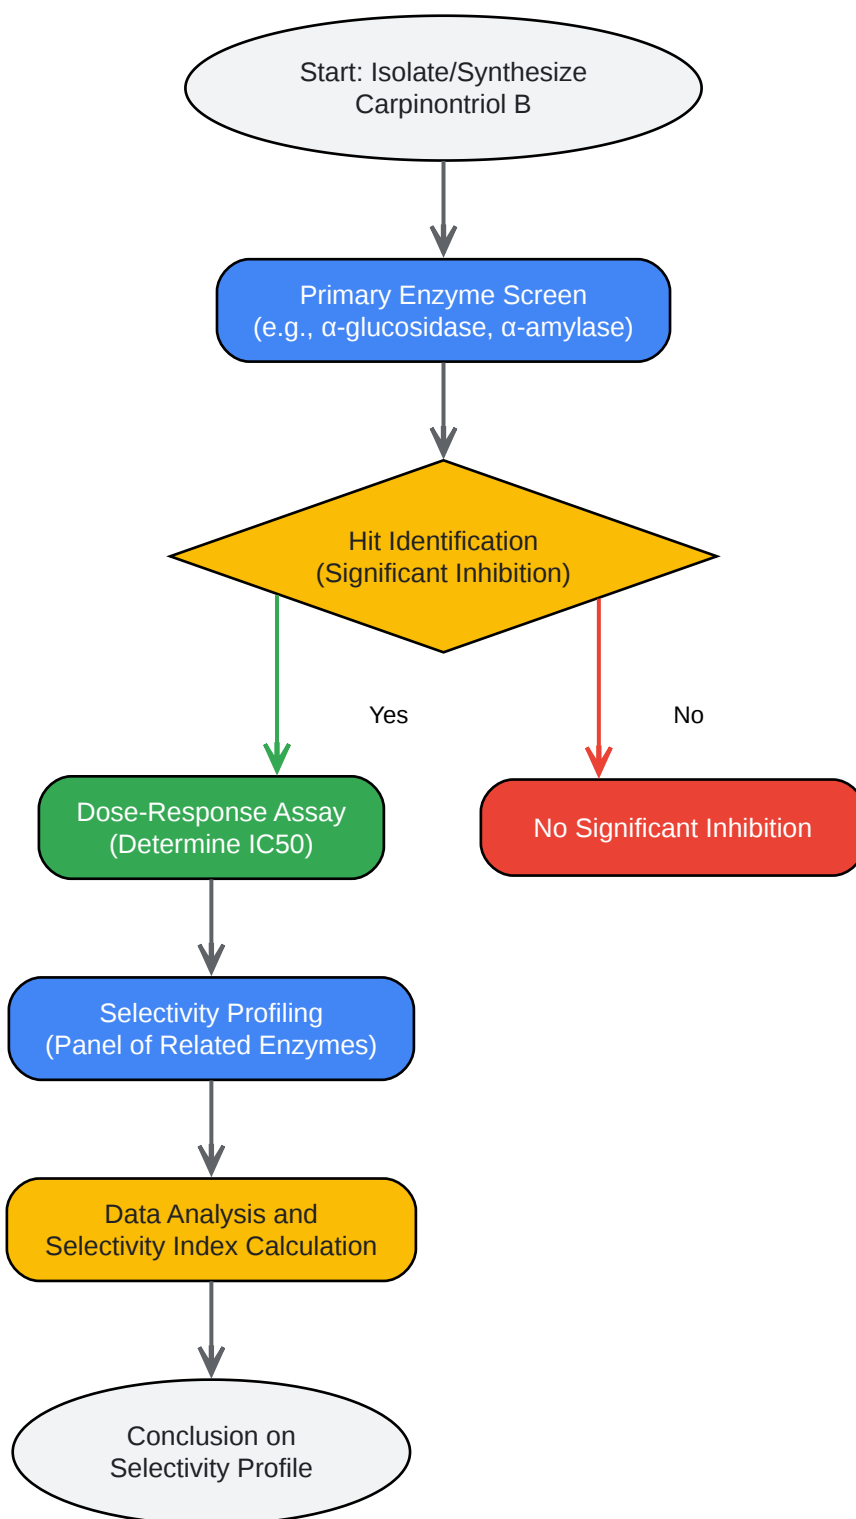 Start: Isolate/Synthesize
Carpinontriol B
Primary Enzyme Screen
(e.g., α-glucosidase, α-amylase)
Hit Identification
(Significant Inhibition)
Yes
No
Dose-Response Assay
(Determine IC50)
No Significant Inhibition
Selectivity Profiling
(Panel of Related Enzymes)
Data Analysis and
Selectivity Index Calculation
Conclusion on
Selectivity Profile